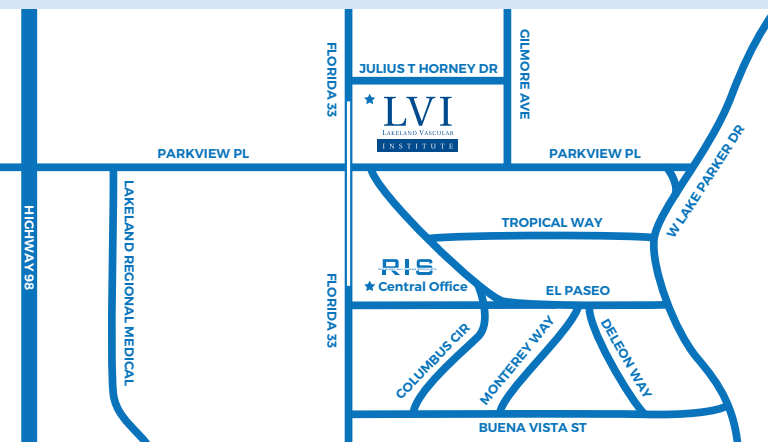 FLORIDA 33
JULIUS T HORNEY DR
GILMORE AVE
LVI
LAKELAND VASCULAR
INSTITUTE
PARKVIEW PL
PARKVIEW PL
W LAKE PARKER DR
HIGHWAY 98
LAKELAND REGIONAL MEDICAL
TROPICAL WAY
RIS
Central Office
FLORIDA 33
EL PASEO
COLUMBUS CIR
MONTEREY WAY
DELEON WAY
BUENA VISTA ST